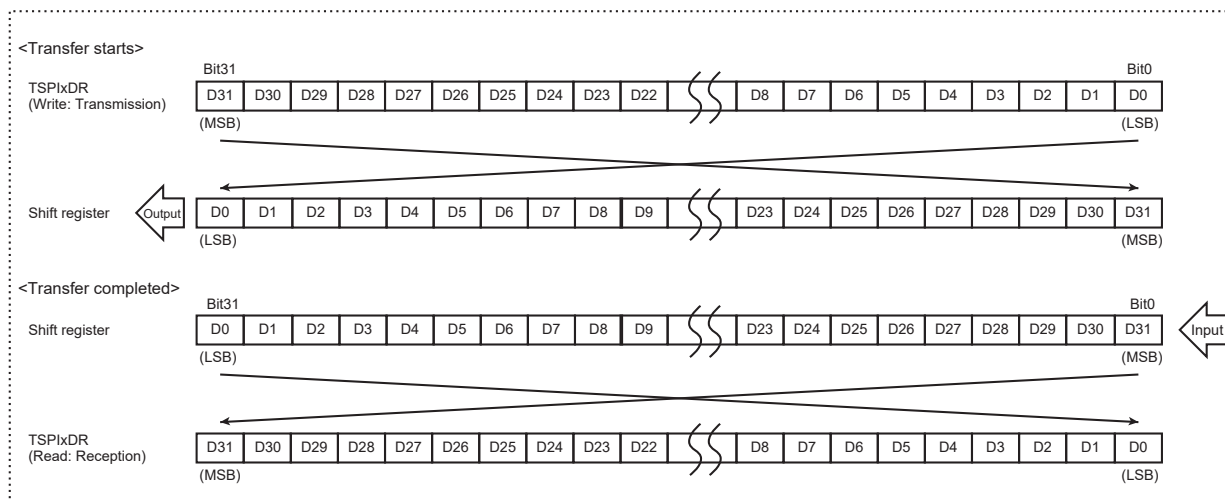 <Transfer starts>
Bit31 Bit0
TSPIxDR
(Write: Transmission)
D31 D30 D29 D28 D27 D26 D25 D24 D23 D22 D8 D7 D6 D5 D4 D3 D2 D1 D0
(MSB) (LSB)
Shift register
Output
D0 D1 D2 D3 D4 D5 D6 D7 D8 D9 D23 D24 D25 D26 D27 D28 D29 D30 D31
(LSB) (MSB)
<Transfer completed>
Bit31 Bit0
Shift register
D0 D1 D2 D3 D4 D5 D6 D7 D8 D9 D23 D24 D25 D26 D27 D28 D29 D30 D31
Input
(LSB) (MSB)
TSPIxDR
(Read: Reception)
D31 D30 D29 D28 D27 D26 D25 D24 D23 D22 D8 D7 D6 D5 D4 D3 D2 D1 D0
(MSB) (LSB)